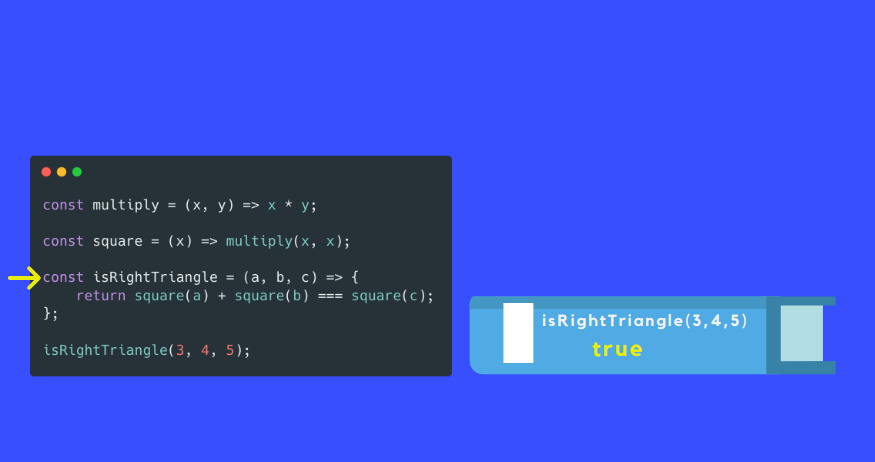 const multiply = (x, y) => x * y;
const square = (x) => multiply(x, x);
const isRightTriangle = (a, b, c) => {
    return square(a) + square(b) === square(c);
};
isRightTriangle(3, 4, 5);
isRightTriangle(3,4,5)
true